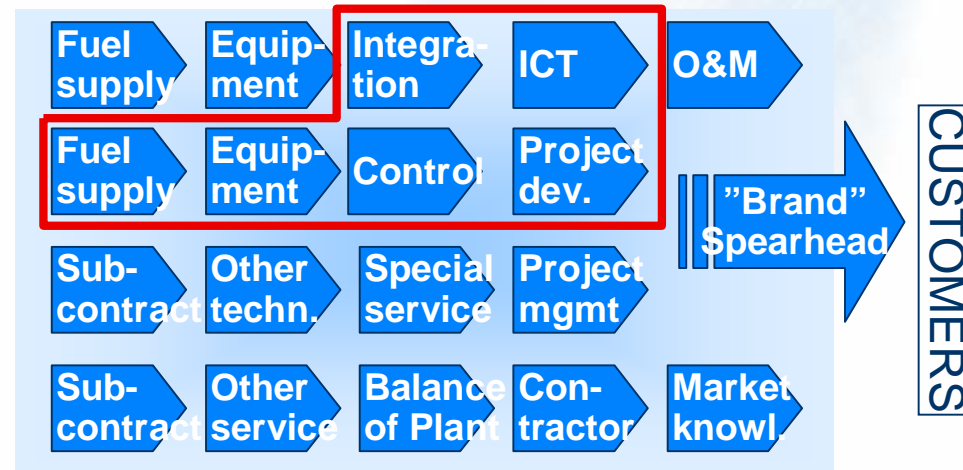 Fuel
supply
Equip-
ment
Integra-
tion
ICT
O&M
Fuel
supply
Equip-
ment
Control
Project
dev.
Sub-
contract
Other
techn.
Special
service
Project
mgmt
Sub-
contract
Other
service
Balance
of Plant
Con-
tractor
Market
knowl.
”Brand”
Spearhead
CUSTOMERS